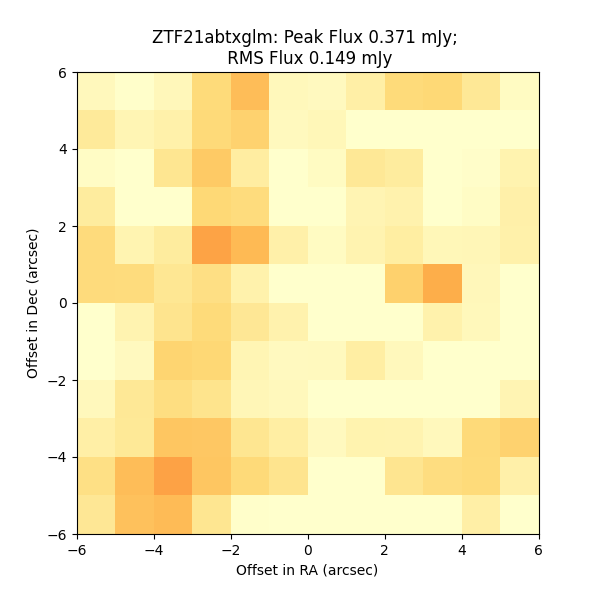 ZTF21abtxglm: Peak Flux 0.371 mJy;
RMS Flux 0.149 mJy
6
4
2
0
−2
−4
−6
Offset in Dec (arcsec)
−6 −4 −2 0 2 4 6
Offset in RA (arcsec)